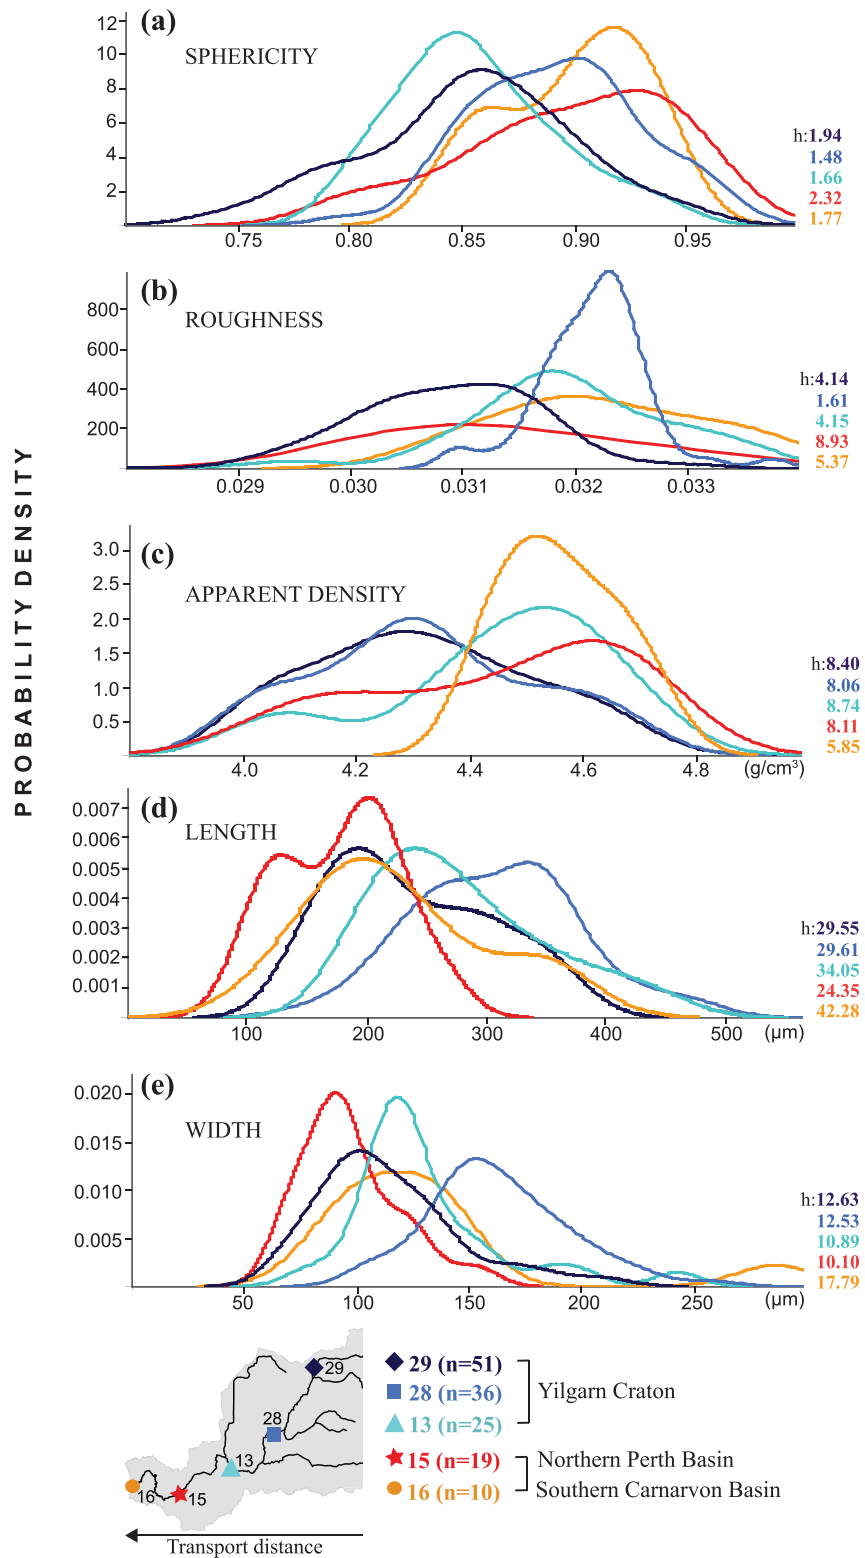 PROBABILITY DENSITY
(a)
SPHERICITY
12
10
8
6
4
2
0.75 0.80 0.85 0.90 0.95
h:1.94
1.48
1.66
2.32
1.77
(b)
ROUGHNESS
800
600
400
200
0.029 0.030 0.031 0.032 0.033
h:4.14
1.61
4.15
8.93
5.37
(c)
APPARENT DENSITY
3.0
2.5
2.0
1.5
1.0
0.5
4.0 4.2 4.4 4.6 4.8 (g/cm³)
h:8.40
8.06
8.74
8.11
5.85
(d)
LENGTH
0.007
0.006
0.005
0.004
0.003
0.002
0.001
100 200 300 400 500 (µm)
h:29.55
29.61
34.05
24.35
42.28
(e)
WIDTH
0.020
0.015
0.010
0.005
50 100 150 200 250 (µm)
h:12.63
12.53
10.89
10.10
17.79
29
28
13
15
16
Transport distance
29 (n=51)
28 (n=36)
13 (n=25)
Yilgarn Craton
15 (n=19)
Northern Perth Basin
16 (n=10)
Southern Carnarvon Basin